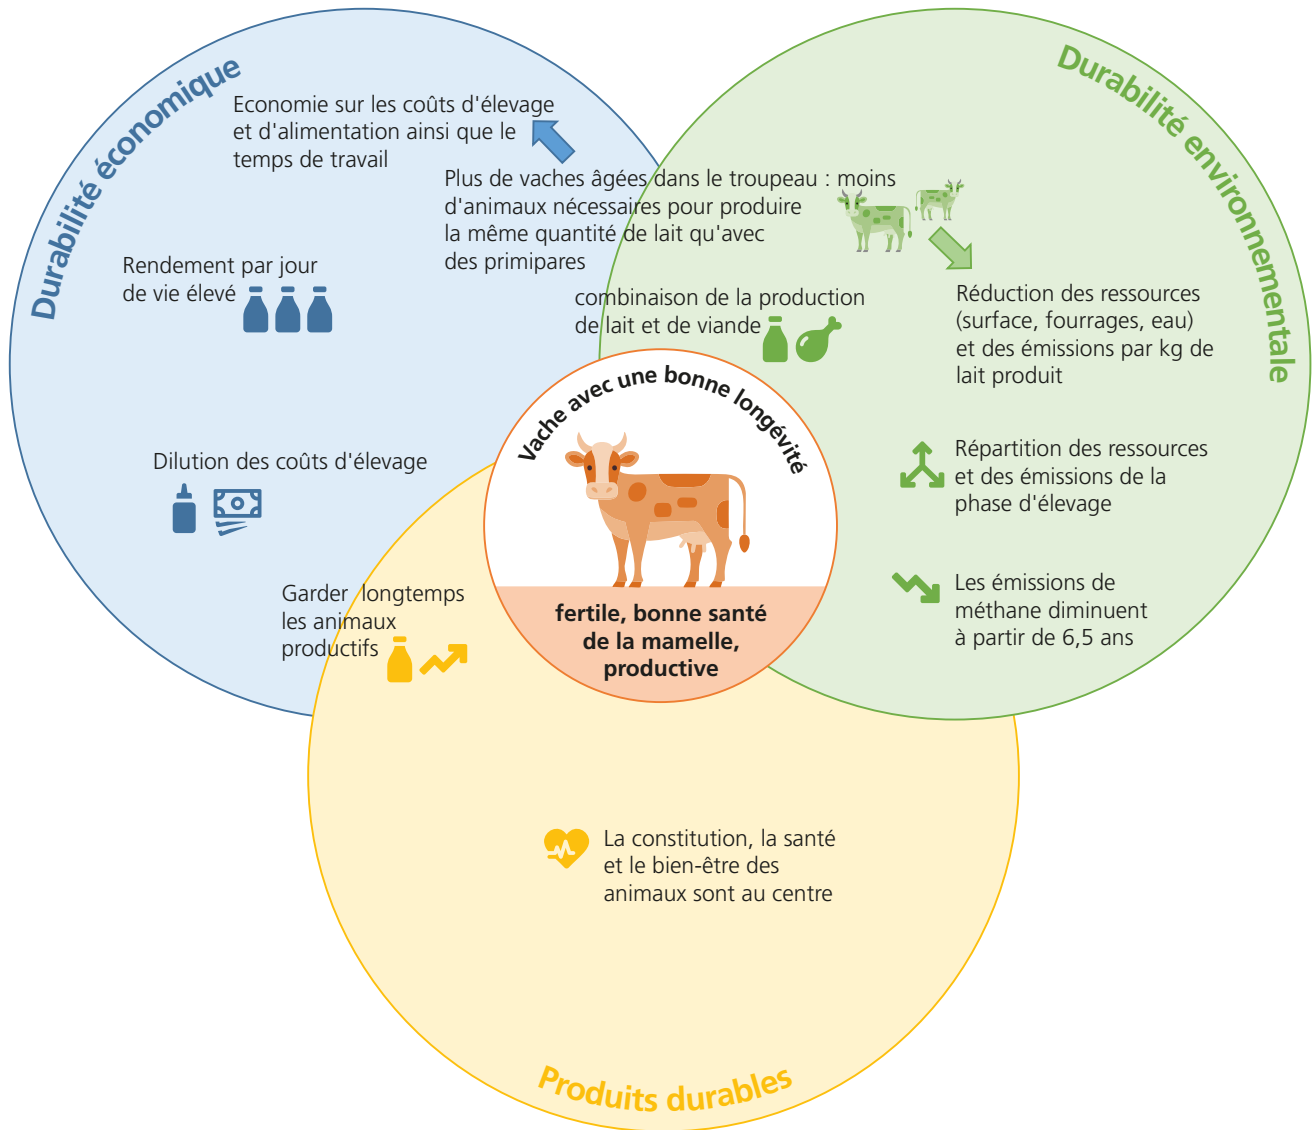 Durabilité économique
Economie sur les coûts d'élevage
et d'alimentation ainsi que le
temps de travail
Plus de vaches âgées dans le troupeau : moins
d'animaux nécessaires pour produire
la même quantité de lait qu'avec
des primipares
Rendement par jour
de vie élevé
combinaison de la production
de lait et de viande
Durabilité environnementale
Réduction des ressources
(surface, fourrages, eau)
et des émissions par kg de
lait produit
Vache avec une bonne longévité
fertile, bonne santé
de la mamelle,
productive
Dilution des coûts d'élevage
Répartition des ressources
et des émissions de la
phase d'élevage
Les émissions de
méthane diminuent
à partir de 6,5 ans
Garder longtemps
les animaux
productifs
La constitution, la santé
et le bien-être des
animaux sont au centre
Produits durables